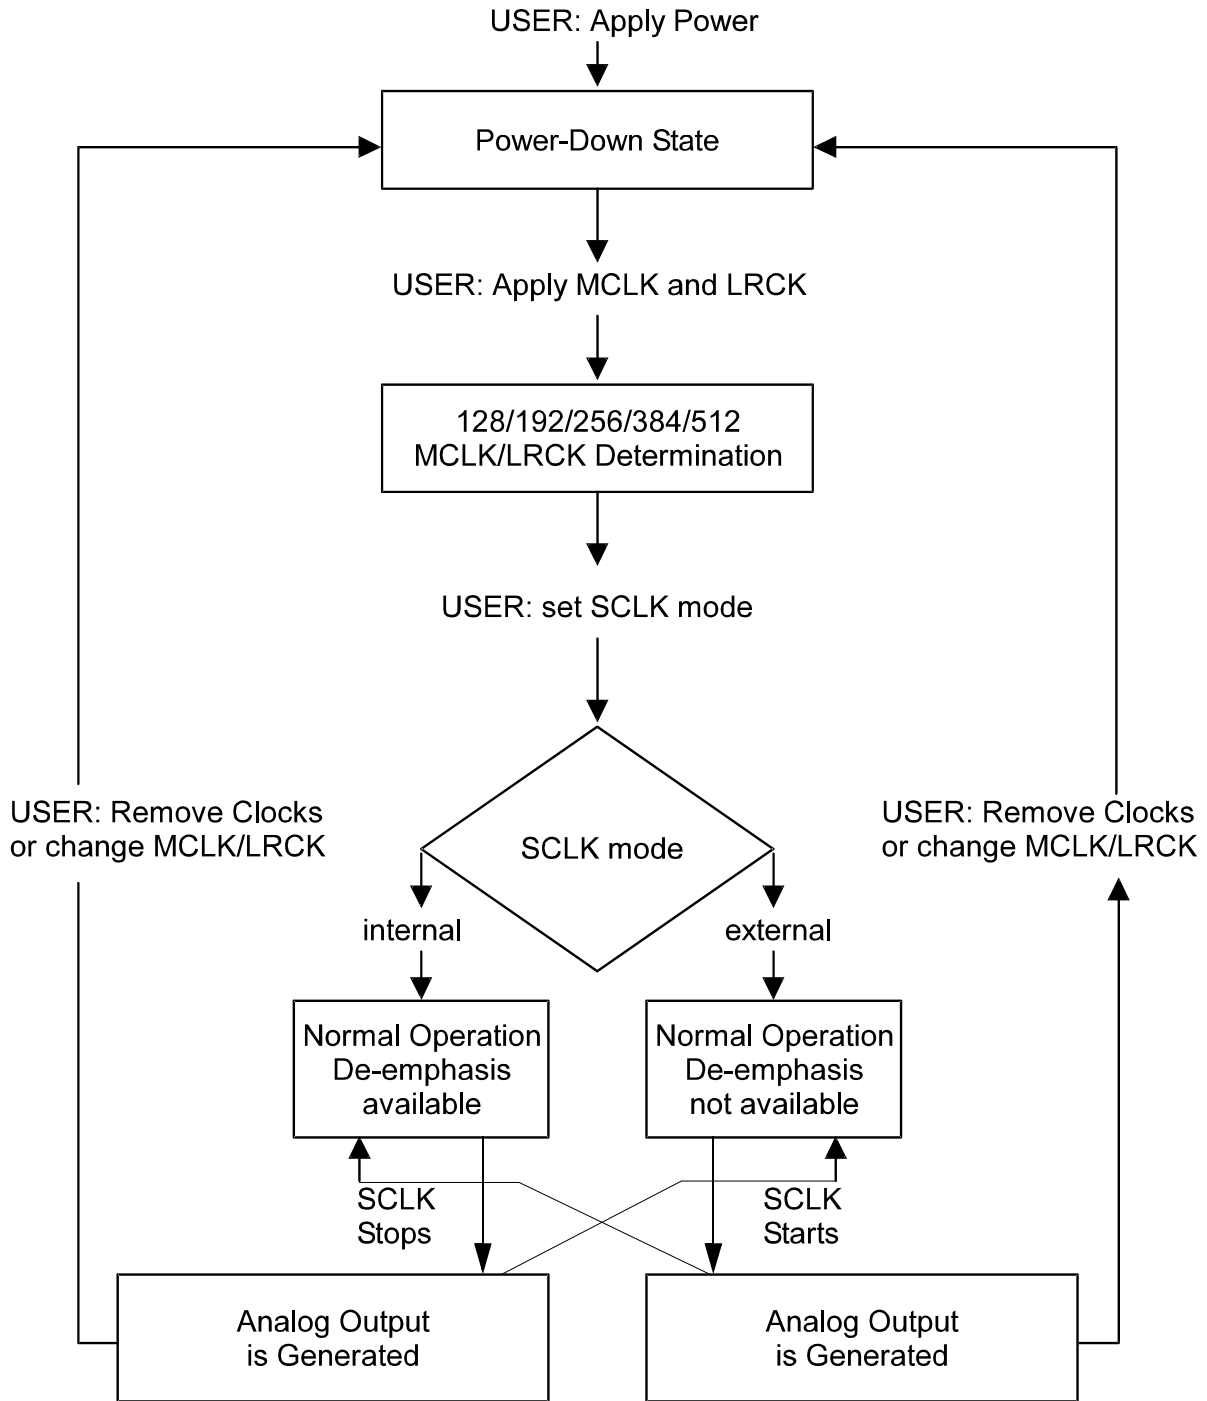 USER: Apply Power
Power-Down State
USER: Apply MCLK and LRCK
128/192/256/384/512
MCLK/LRCK Determination
USER: set SCLK mode
USER: Remove Clocks
or change MCLK/LRCK
SCLK mode
USER: Remove Clocks
or change MCLK/LRCK
internal
external
Normal Operation
De-emphasis
available
Normal Operation
De-emphasis
not available
SCLK
Stops
SCLK
Starts
Analog Output
is Generated
Analog Output
is Generated